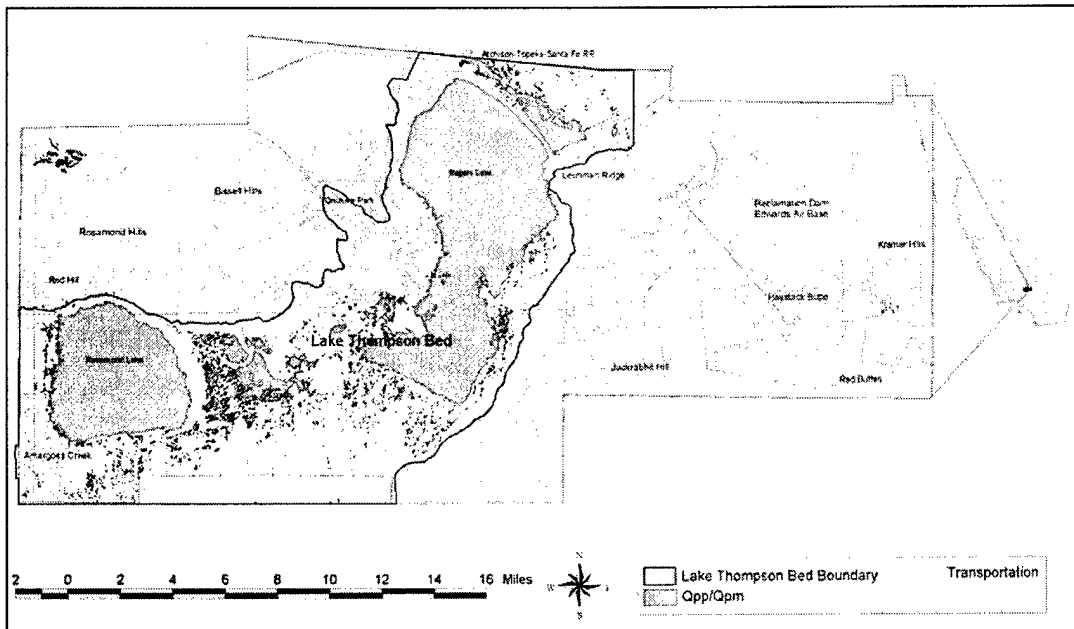 Atchison-Topeka-Santa Fe RR
Rogers Lake
Leuhman Ridge
Bissell Hills
Reclamation Dam
Edwards Air Base
Rosamond Hills
Kramer Hills
Red Hill
Haystack Butte
Lake Thompson Bed
Rosamond Lake
Jackrabbit Hill
Red Buttes
Amargosa Creek
2 0 2 4 6 8 10 12 14 16 Miles
N
W E
S
Lake Thompson Bed Boundary
Transportation
Qpp/Qpm